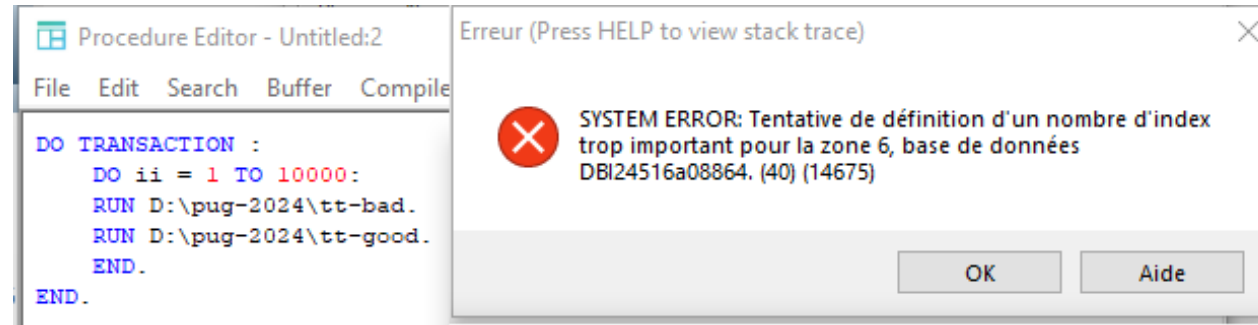 Procedure Editor - Untitled:2
File Edit Search Buffer Compile
DO TRANSACTION :
DO ii = 1 TO 10000:
RUN D:\pug-2024\tt-bad.
RUN D:\pug-2024\tt-good.
END.
END.
Erreur (Press HELP to view stack trace)
SYSTEM ERROR: Tentative de définition d'un nombre d'index
trop important pour la zone 6, base de données
DBI24516a08864. (40) (14675)
OK
Aide